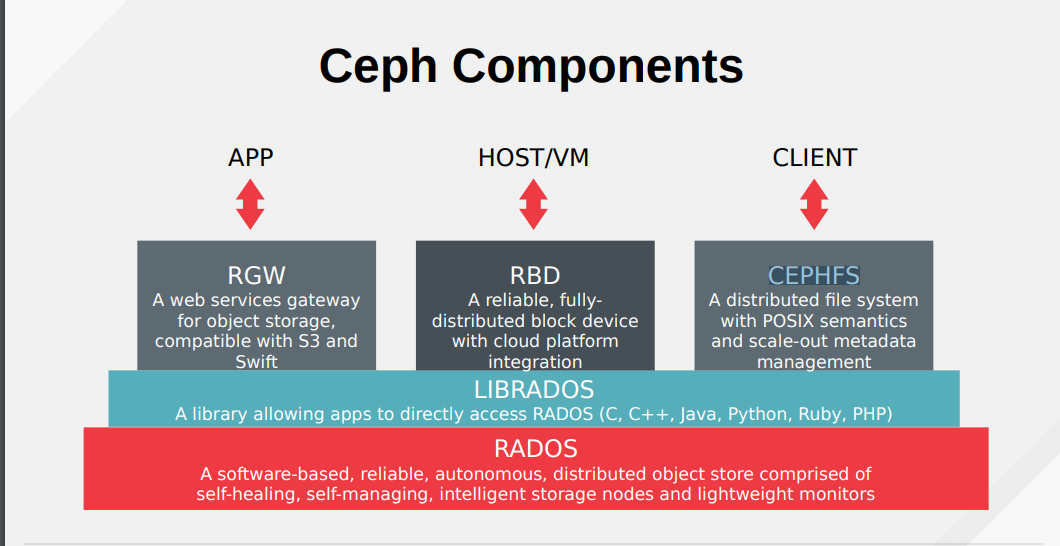 Ceph Components
APP
HOST/VM
CLIENT
RGW
A web services gateway
for object storage,
compatible with S3 and
Swift
RBD
A reliable, fully-
distributed block device
with cloud platform
integration
CEPHFS
A distributed file system
with POSIX semantics
and scale-out metadata
management
LIBRADOS
A library allowing apps to directly access RADOS (C, C++, Java, Python, Ruby, PHP)
RADOS
A software-based, reliable, autonomous, distributed object store comprised of
self-healing, self-managing, intelligent storage nodes and lightweight monitors